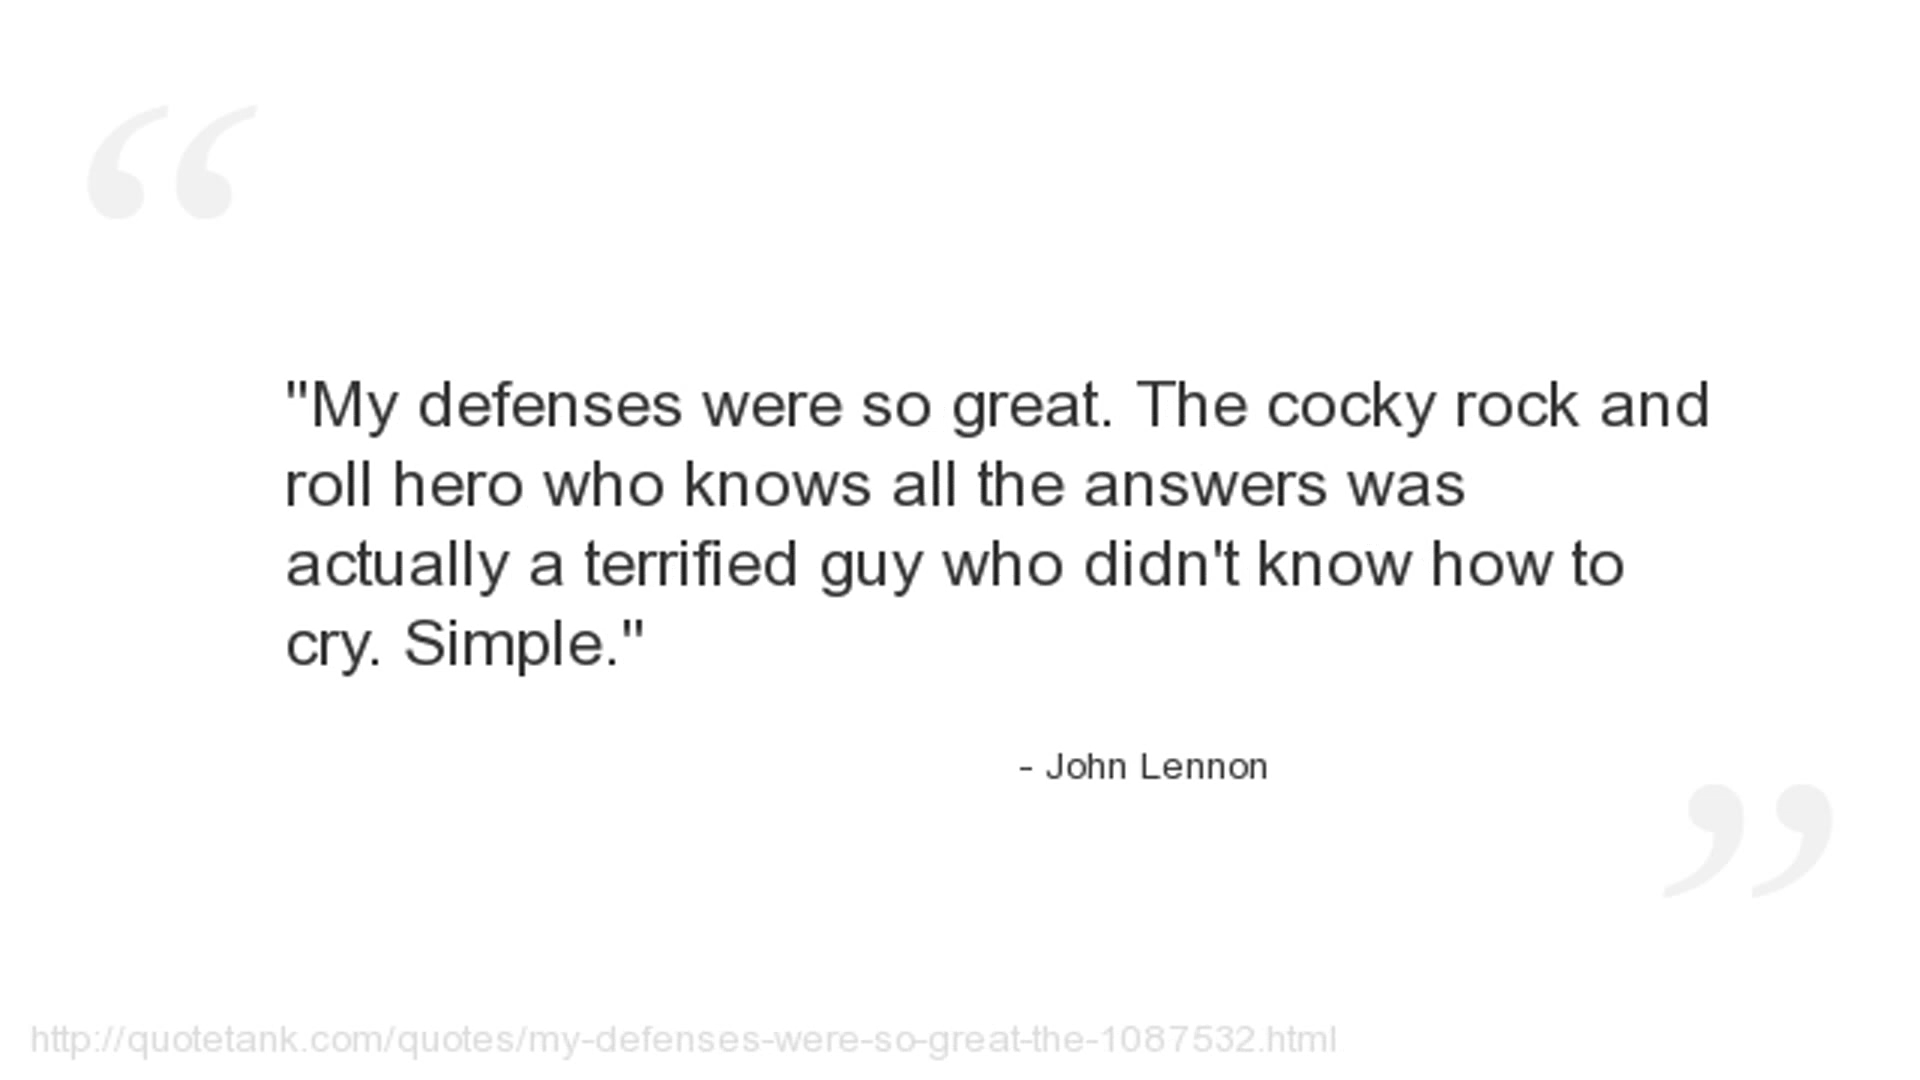 "My defenses were so great. The cocky rock and
roll hero who knows all the answers was
actually a terrified guy who didn't know how to
cry. Simple."
- John Lennon
http://quotetank.com/quotes/my-defenses-were-so-great-the-1087532.html